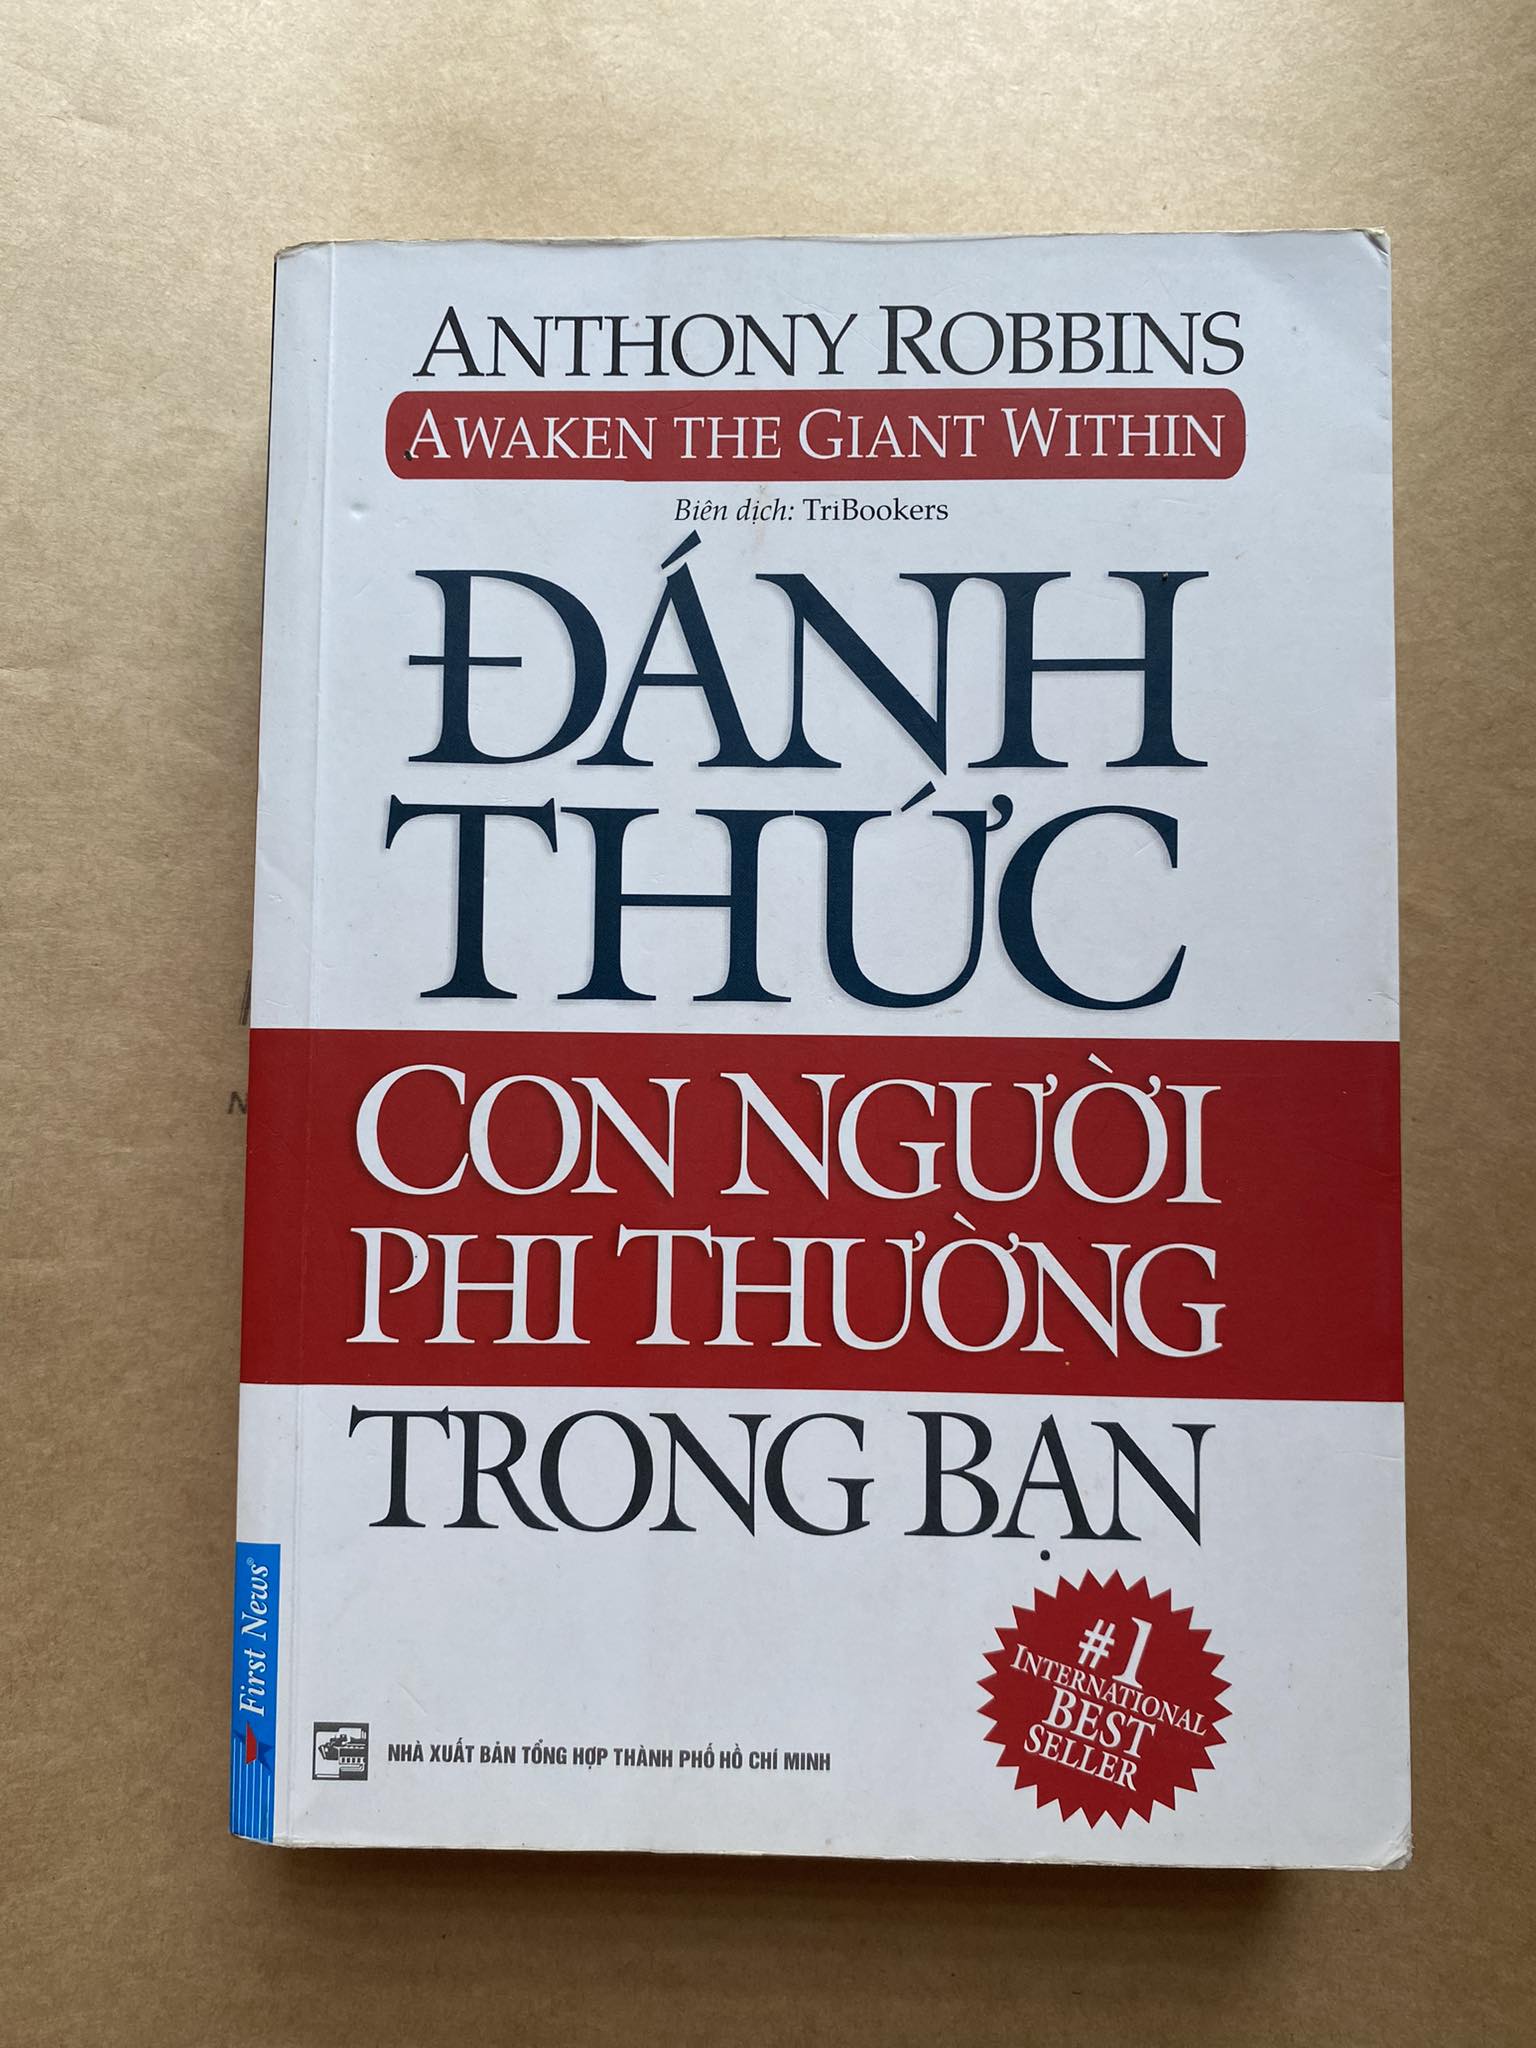 ANTHONY ROBBINS
AWAKEN THE GIANT WITHIN
Biên dịch: TriBookers
ĐÁNH
THỨC
CON NGƯỜI
PHI THƯỜNG
TRONG BẠN
#1
INTERNATIONAL
BEST
SELLER
First News®
NHÀ XUẤT BẢN TỔNG HỢP THÀNH PHỐ HỒ CHÍ MINH